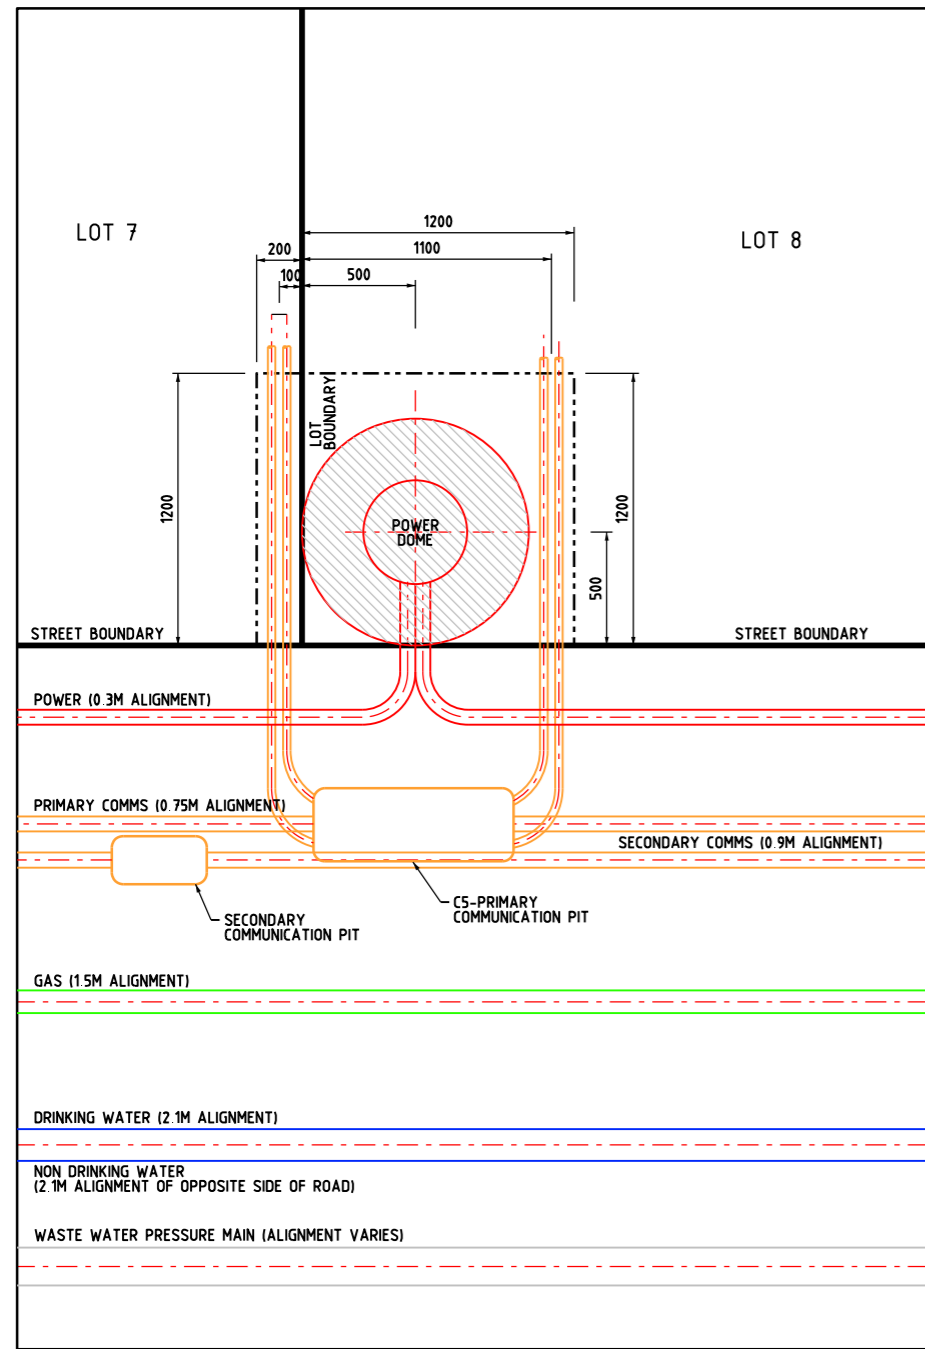 1200
LOT 7
LOT 8
200
1100
100
500
LOT
BOUNDARY
1200
1200
POWER
DOME
500
STREET BOUNDARY
STREET BOUNDARY
POWER (0.3M ALIGNMENT)
PRIMARY COMMS (0.75M ALIGNMENT)
SECONDARY COMMS (0.9M ALIGNMENT)
C5-PRIMARY
COMMUNICATION PIT
SECONDARY
COMMUNICATION PIT
GAS (1.5M ALIGNMENT)
DRINKING WATER (2.1M ALIGNMENT)
NON DRINKING WATER
(2.1M ALIGNMENT OF OPPOSITE SIDE OF ROAD)
WASTE WATER PRESSURE MAIN (ALIGNMENT VARIES)